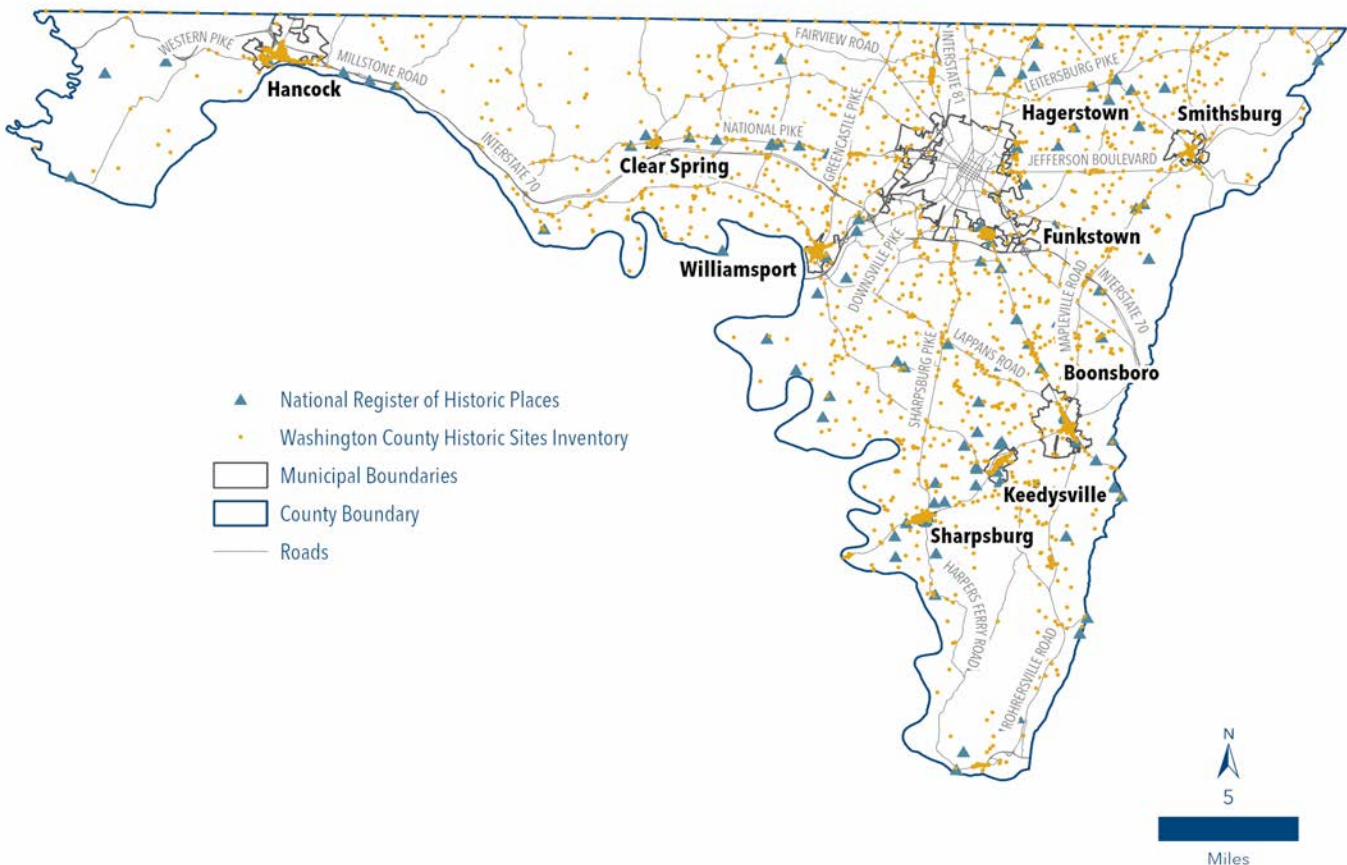 WESTERN PIKE
Hancock
MILLSTONE ROAD
INTERSTATE 70
FAIRVIEW ROAD
INTERSTATE 81
LEITERSBURG PIKE
Hagerstown
Smithsburg
NATIONAL PIKE
GREENCASTLE PIKE
Clear Spring
JEFFERSON BOULEVARD
Williamsport
DOWNSVILLE PIKE
Funkstown
MAPLEVILLE ROAD
INTERSTATE 70
SHARPSBURG PIKE
LAPPANS ROAD
Boonsboro
National Register of Historic Places
Washington County Historic Sites Inventory
Municipal Boundaries
County Boundary
Roads
Keedysville
Sharpsburg
HARPERS FERRY ROAD
ROHRERSVILLE ROAD
N
5
Miles